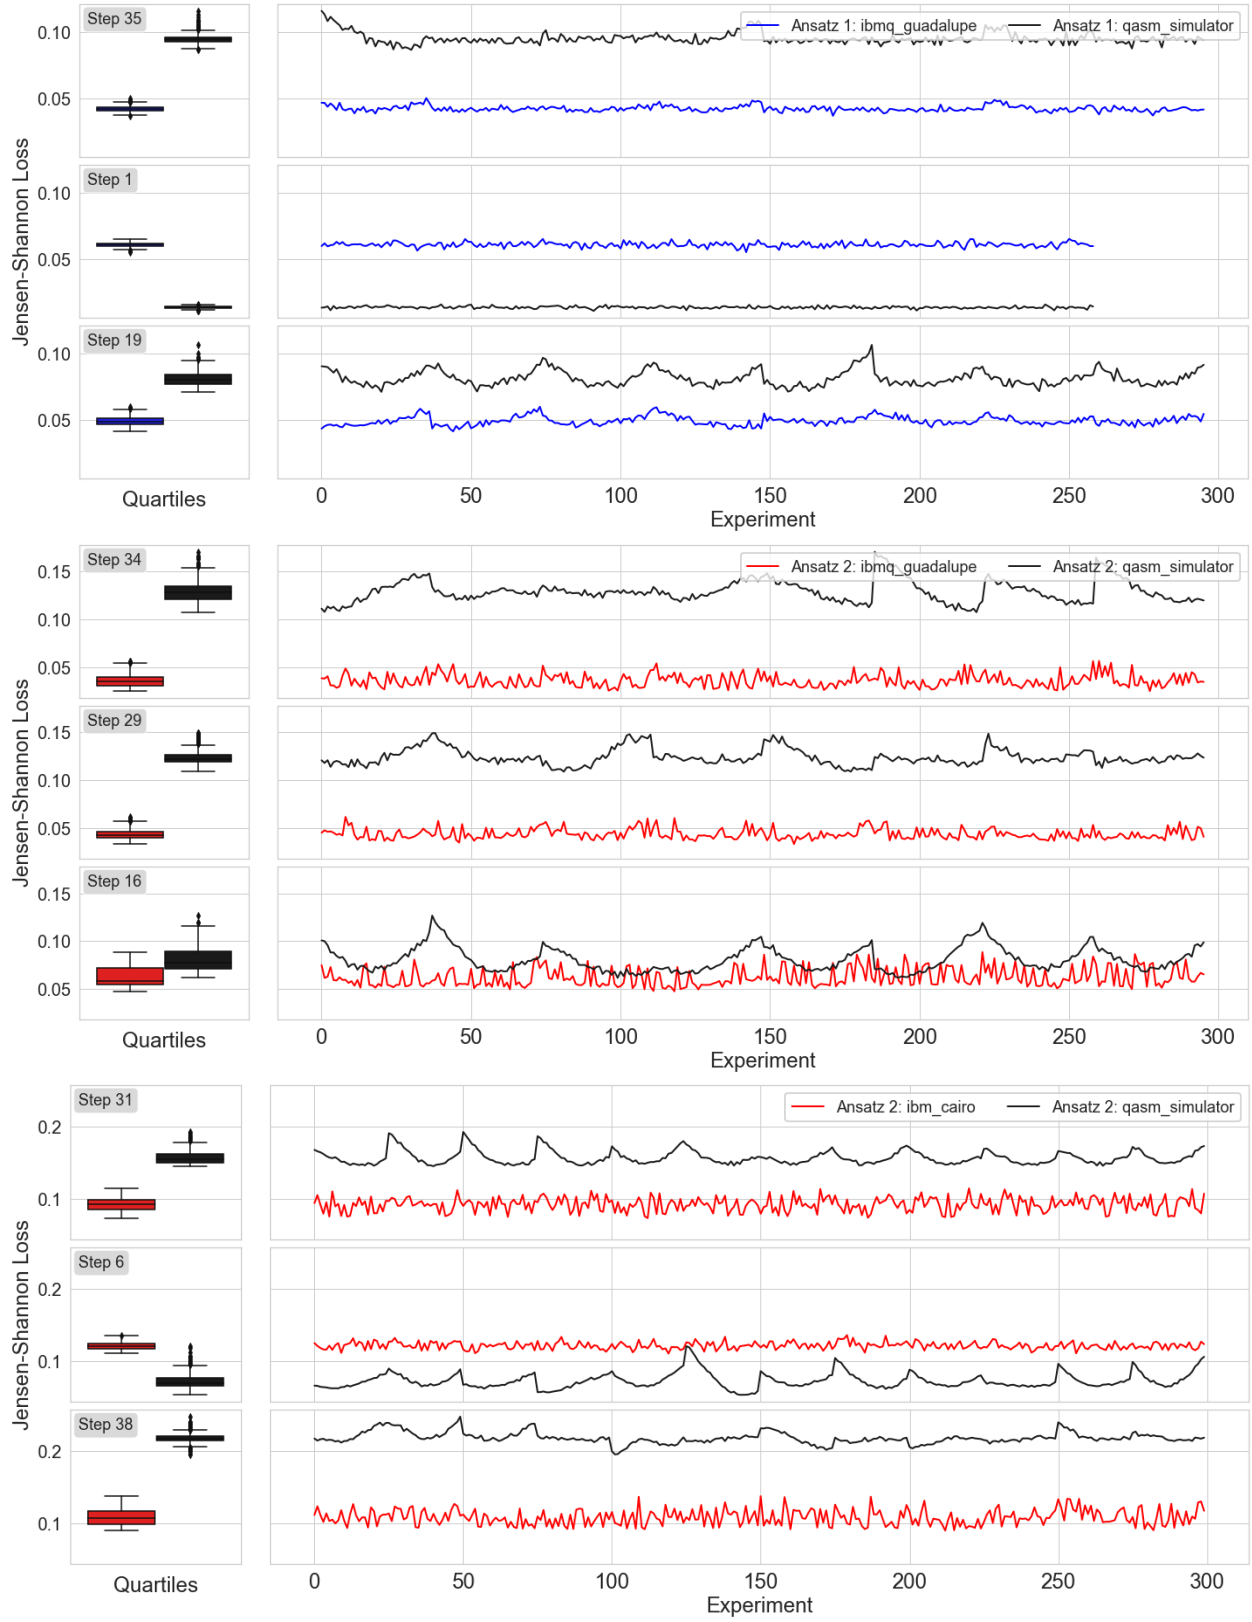 Step 35
Ansatz 1: ibmq_guadalupe
Ansatz 1: qasm_simulator
0.10
0.05
Step 1
0.10
0.05
Step 19
0.10
0.05
Jensen-Shannon Loss
Quartiles
0
50
100
150
200
250
300
Experiment
Step 34
Ansatz 2: ibmq_guadalupe
Ansatz 2: qasm_simulator
0.15
0.10
0.05
Step 29
0.15
0.10
0.05
Step 16
0.15
0.10
0.05
Jensen-Shannon Loss
Quartiles
0
50
100
150
200
250
300
Experiment
Step 31
Ansatz 2: ibm_cairo
Ansatz 2: qasm_simulator
0.2
0.1
Step 6
0.2
0.1
Step 38
0.2
0.1
Jensen-Shannon Loss
Quartiles
0
50
100
150
200
250
300
Experiment